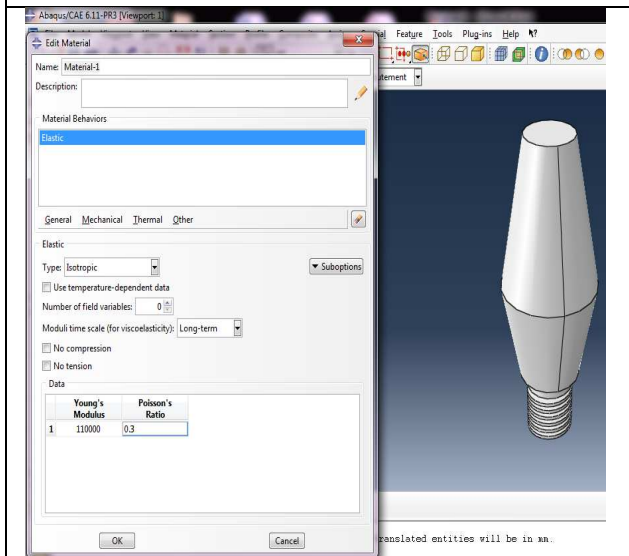 Abaqus/CAE 6.11-PR3 [Viewport: 1]
Edit Material
Feature Tools Plug-ins Help
Name: Material-1
Description:
Material Behaviors
Elastic
General Mechanical Thermal Other
Elastic
Type: Isotropic Suboptions
Use temperature-dependent data
Number of field variables: 0
Moduli time scale (for viscoelasticity): Long-term
No compression
No tension
Data
Young's Modulus Poisson's Ratio
1 110000 0.3
OK Cancel
entities will be in mm.